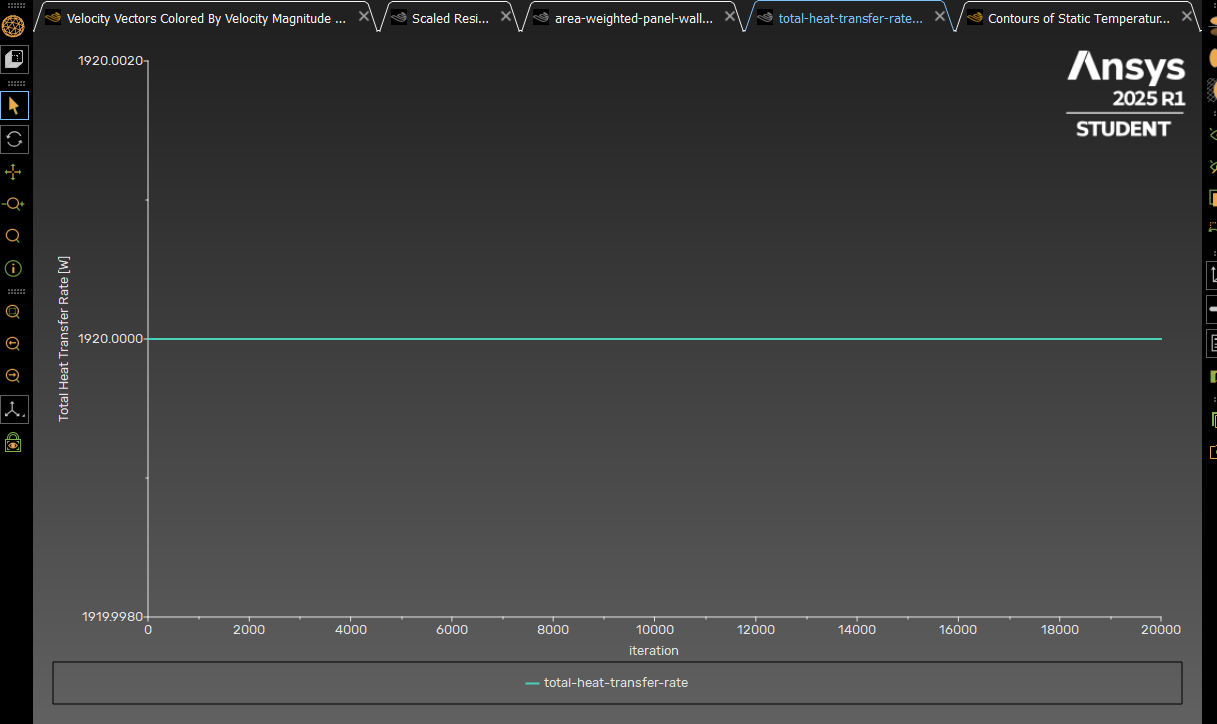 Velocity Vectors Colored By Velocity Magnitude ...
Scaled Resi...
area-weighted-panel-wall...
total-heat-transfer-rate...
Contours of Static Temperatur...
Ansys
2025 R1
STUDENT
1920.0020
1920.0000
1919.9980
Total Heat Transfer Rate [W]
0 2000 4000 6000 8000 10000 12000 14000 16000 18000 20000
iteration
total-heat-transfer-rate